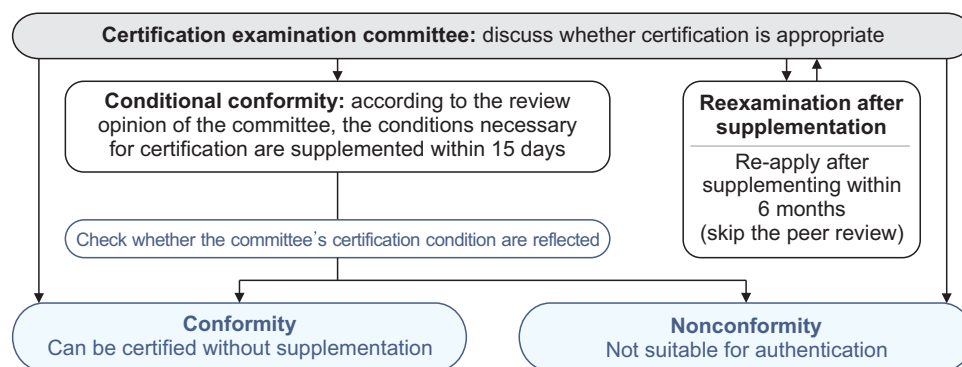 Certification examination committee: discuss whether certification is appropriate
Conditional conformity: according to the review
opinion of the committee, the conditions necessary
for certification are supplemented within 15 days
Reexamination after
supplementation
Re-apply after
supplementing within
6 months
(skip the peer review)
Check whether the committee's certification condition are reflected
Conformity
Can be certified without supplementation
Nonconformity
Not suitable for authentication